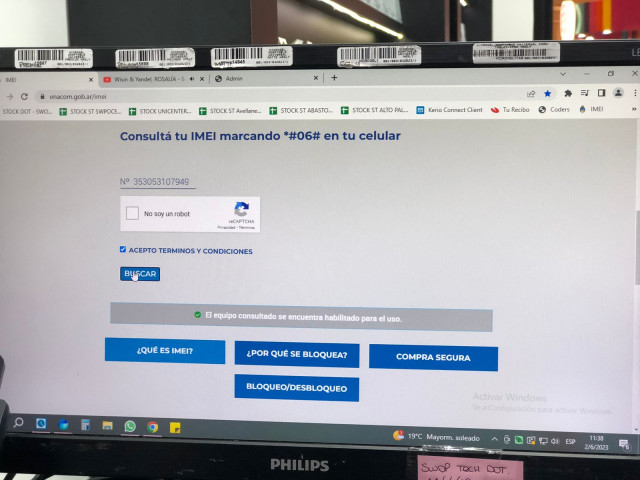 IMEI
Wisin & Yandel, ROSALÍA - S
Admin
enacom.gob.ar/imei
STOCK DOT - SWO...
STOCK ST SWPOCE...
STOCK UNICENTER...
STOCK ST Avellane...
STOCK ST ABASTO...
STOCK ST ALTO PAL...
Keno Connect Client
Tu Recibo
Coders
IMEI
Consultá tu IMEI marcando *#06# en tu celular
Nº 353053107949
No soy un robot
reCAPTCHA
Privacidad - Términos
ACEPTO TERMINOS Y CONDICIONES
BUSCAR
El equipo consultado se encuentra habilitado para el uso.
¿QUÉ ES IMEI?
¿POR QUÉ SE BLOQUEA?
COMPRA SEGURA
BLOQUEO/DESBLOQUEO
Activar Windows
Ve a Configuración para activar Windows.
19°C Mayorm. soleado
ESP
11:38
2/6/2023
6
PHILIPS
SWOP TECH DOT